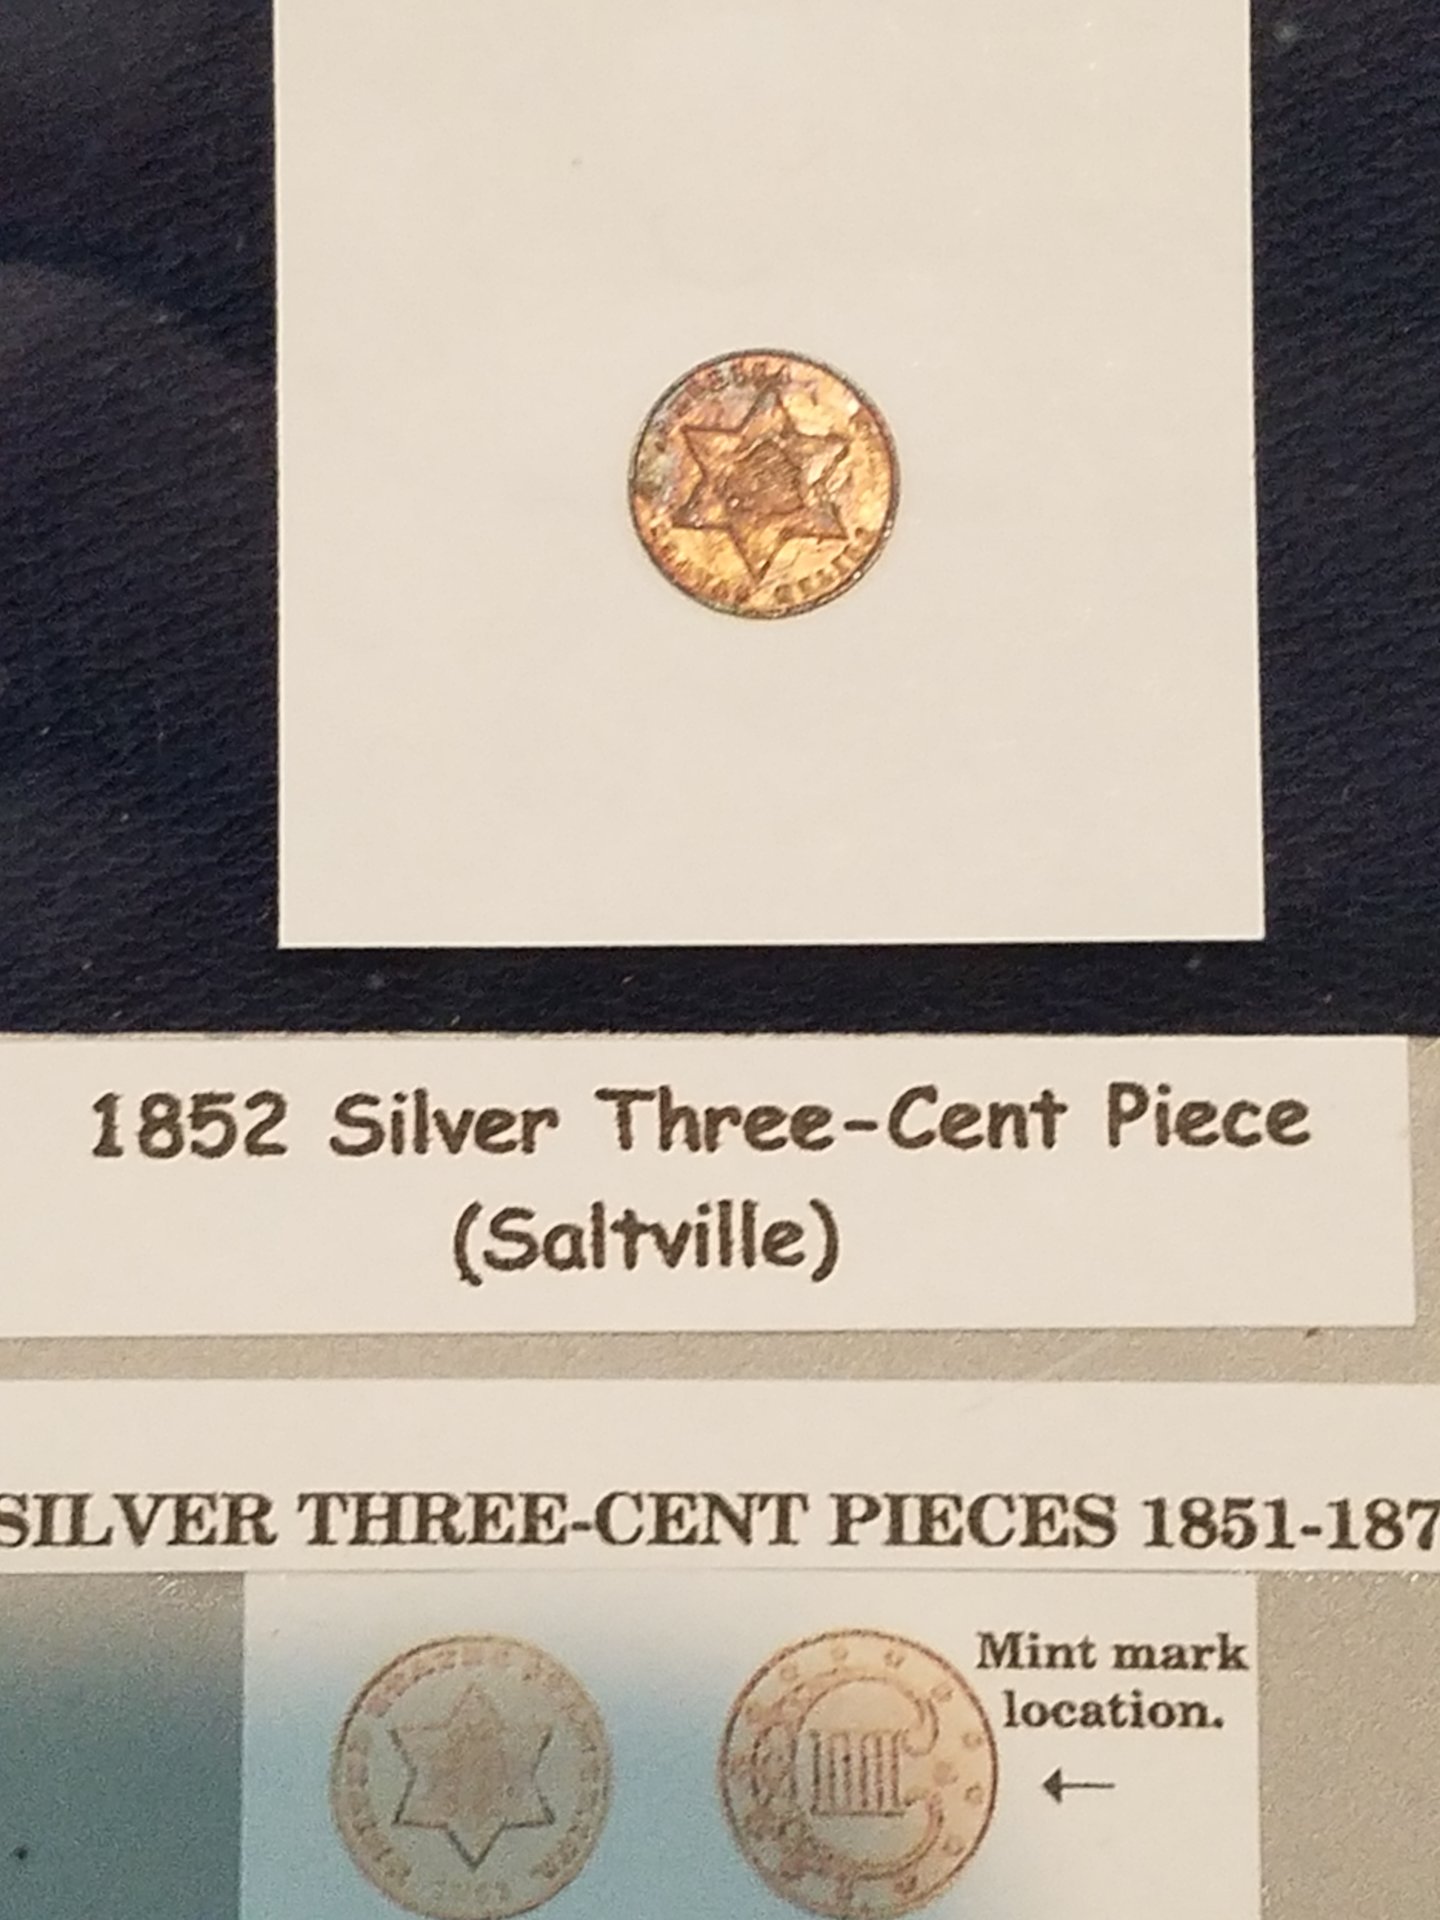 1852 Silver Three-Cent Piece
(Saltville)
SILVER THREE-CENT PIECES 1851-187
Mint mark
location.